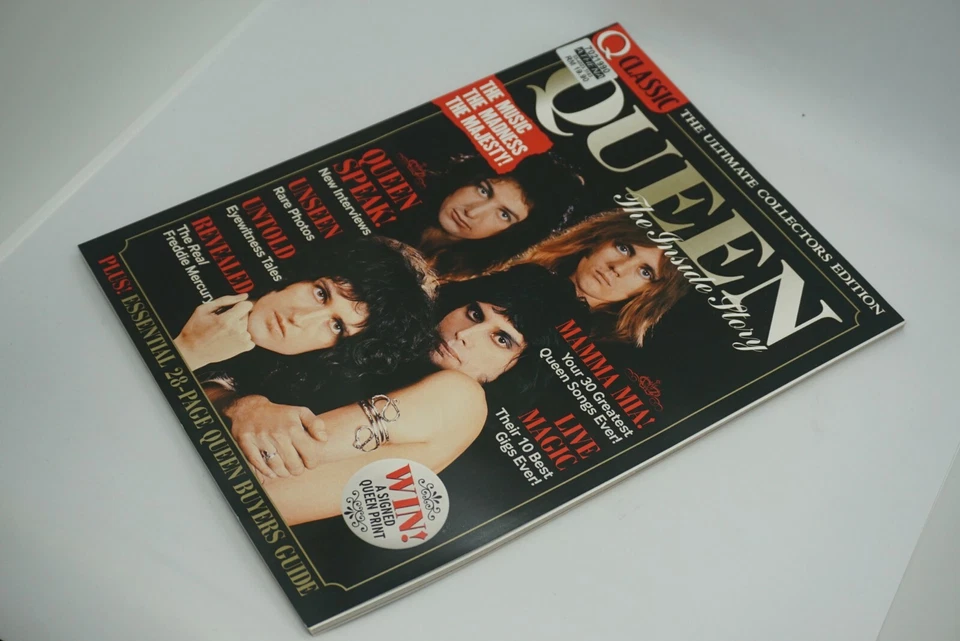 Q CLASSIC
THE ULTIMATE COLLECTORS EDITION
QUEEN
The Inside Story
THE MUSIC
THE MADNESS
THE MAJESTY!
QUEEN
SPEAK!
New Interviews
UNSEEN
Rare Photos
UNTOLD
Eyewitness Tales
REVEALED
The Real
Freddie Mercury
MAMMA MIA!
Your 30 Greatest
Queen Songs Ever!
LIVE
MAGIC
Their 10 Best
Gigs Ever!
WIN!
A SIGNED
QUEEN PRINT
PLUS! ESSENTIAL 28-PAGE QUEEN BUYERS GUIDE